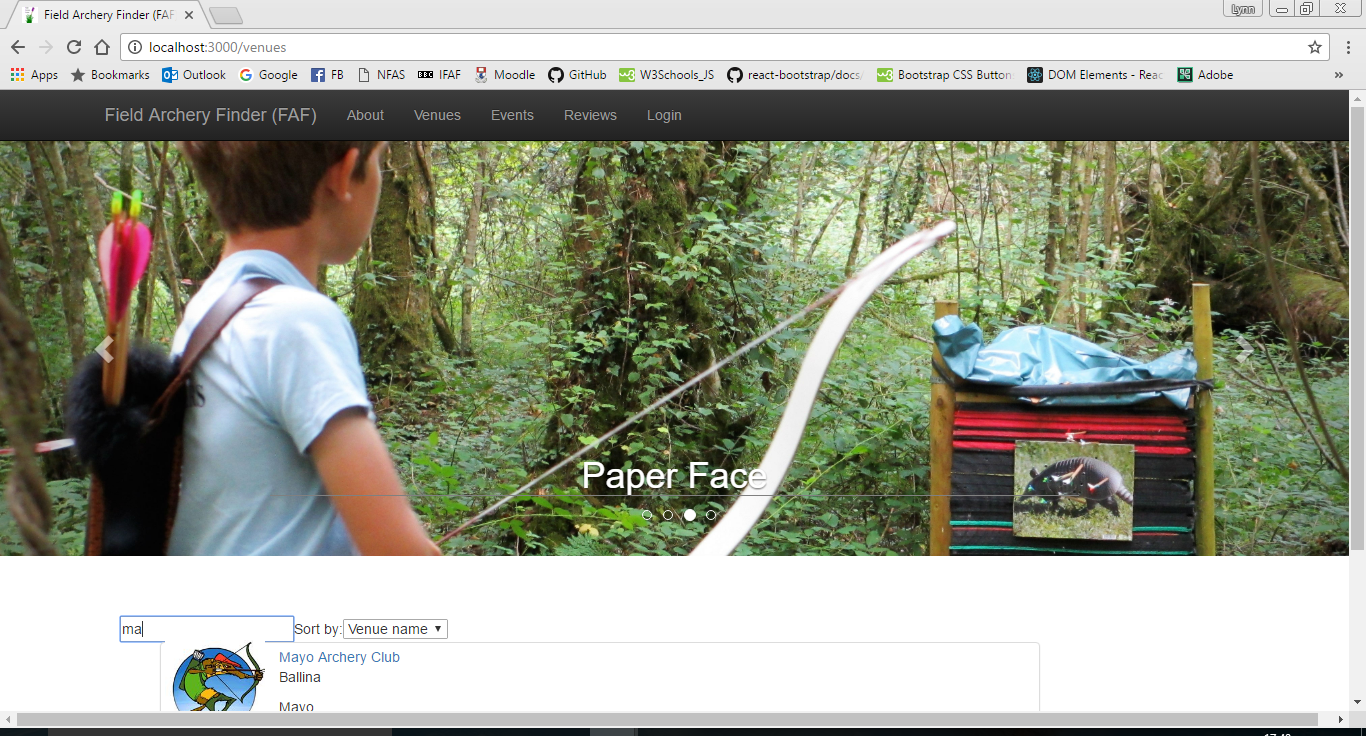 Field Archery Finder (FAF
Lynn
localhost:3000/venues
Apps Bookmarks Outlook Google FB NFAS IFAF Moodle GitHub W3Schools_JS react-bootstrap/docs/ Bootstrap CSS Button DOM Elements - Reac Adobe »
Field Archery Finder (FAF) About Venues Events Reviews Login
Paper Face
ma Sort by: Venue name
Mayo Archery Club
Ballina
Mayo